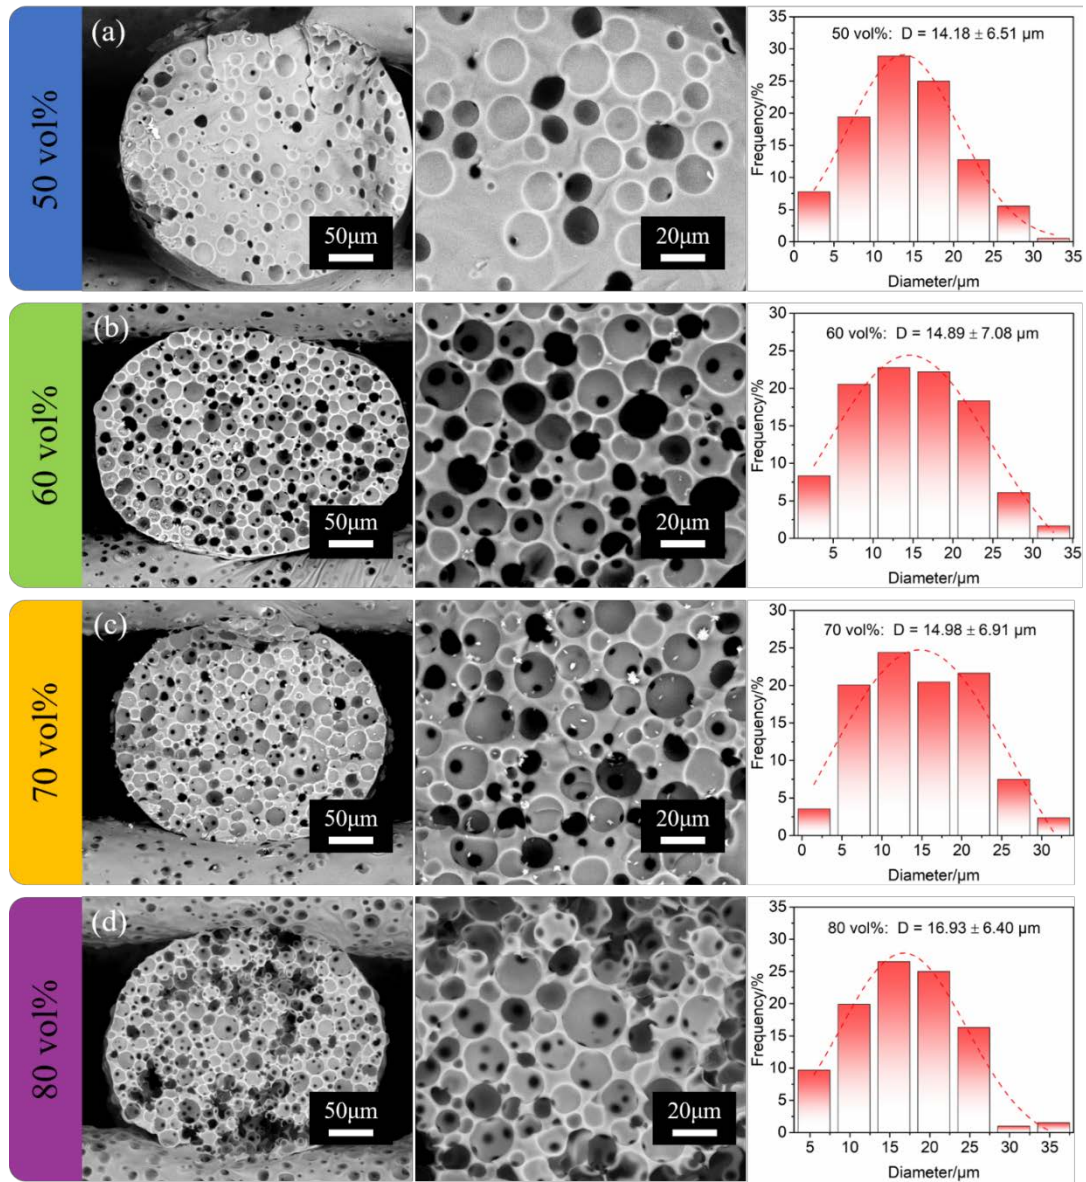 50 vol%
(a)
50μm
20μm
50 vol%: D = 14.18 ± 6.51 μm
Frequency/%
35
30
25
20
15
10
5
0
0 5 10 15 20 25 30 35
Diameter/μm
60 vol%
(b)
50μm
20μm
60 vol%: D = 14.89 ± 7.08 μm
Frequency/%
30
25
20
15
10
5
0
0 5 10 15 20 25 30 35
Diameter/μm
70 vol%
(c)
50μm
20μm
70 vol%: D = 14.98 ± 6.91 μm
Frequency/%
30
25
20
15
10
5
0
0 5 10 15 20 25 30
Diameter/μm
80 vol%
(d)
50μm
20μm
80 vol%: D = 16.93 ± 6.40 μm
Frequency/%
35
30
25
20
15
10
5
0
5 10 15 20 25 30 35
Diameter/μm